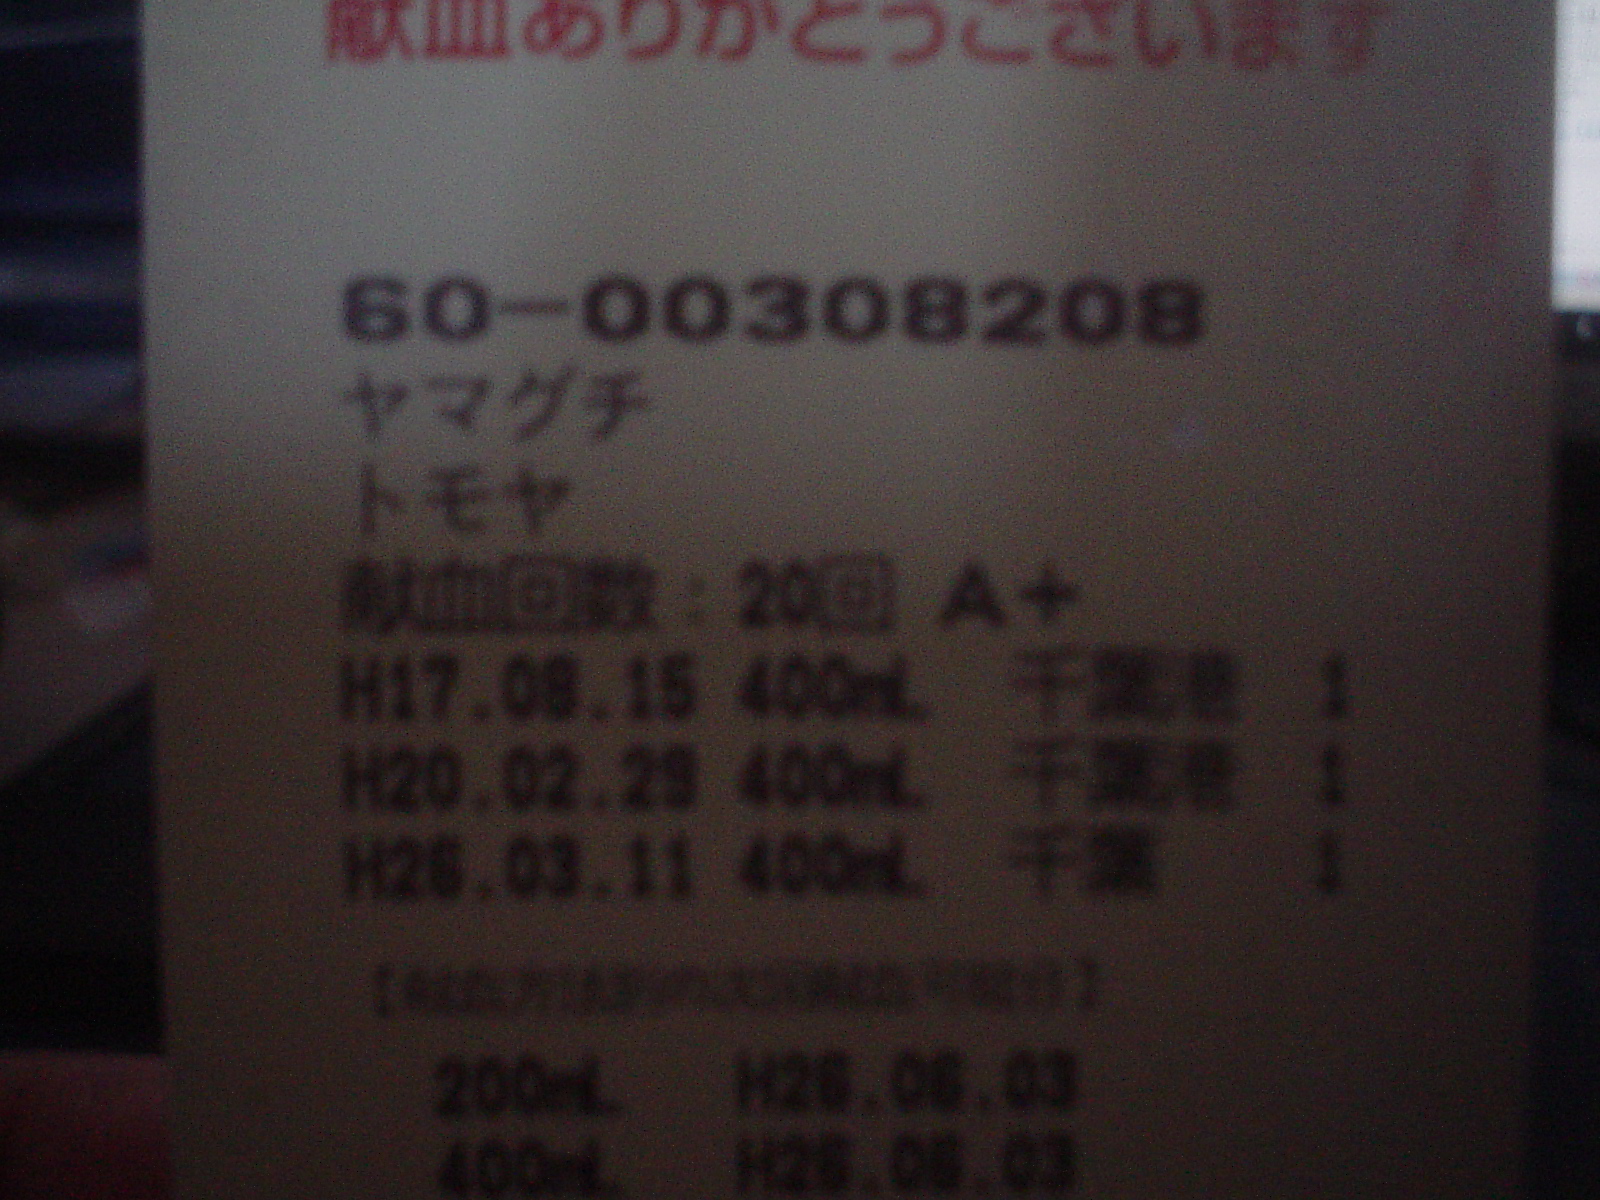 献血ありがとうございます
60-00308208
ヤマグチ
トモヤ
献血回数：20回 A+
H17.08.15 400mL 千葉港 1
H20.02.29 400mL 千葉港 1
H26.03.11 400mL 千葉 1
200mL H26.06.03
400mL H26.06.03